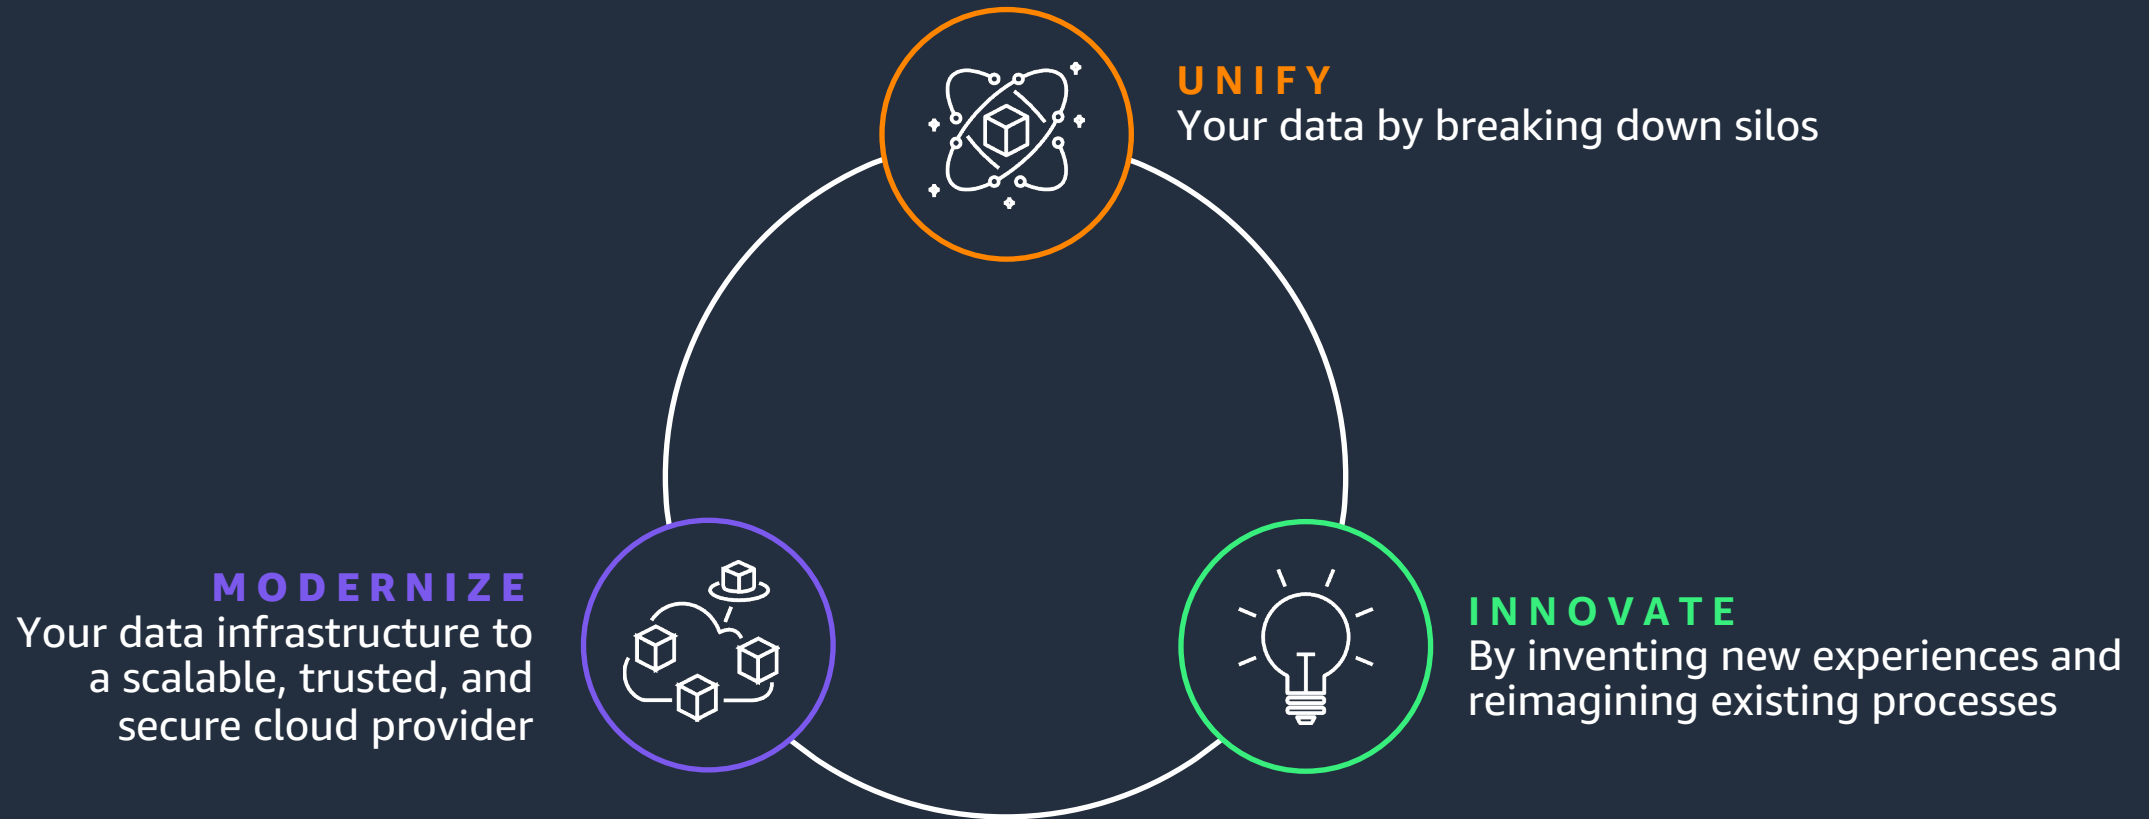 UNIFY
Your data by breaking down silos
MODERNIZE
Your data infrastructure to
a scalable, trusted, and
secure cloud provider
INNOVATE
By inventing new experiences and
reimagining existing processes